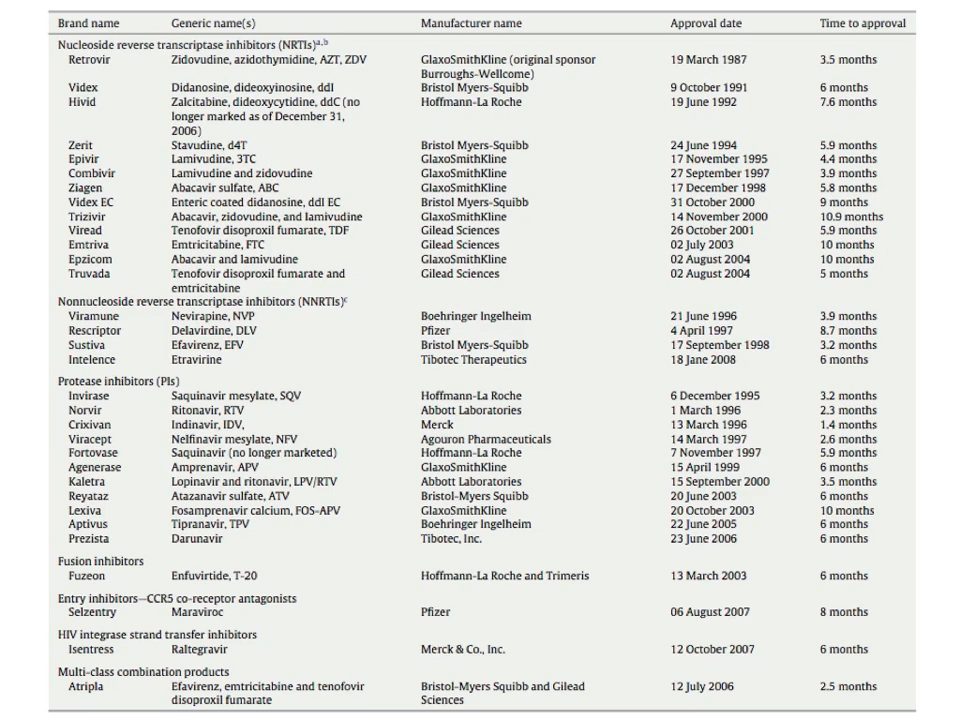 Brand name Generic name(s) Manufacturer name Approval date Time to approval
Nucleoside reverse transcriptase inhibitors (NRTIs)a,b
Retrovir Zidovudine, azidothymidine, AZT, ZDV GlaxoSmithKline (original sponsor 19 March 1987 3.5 months
Burroughs-Wellcome)
Videx Didanosine, dideoxyinosine, ddI Bristol Myers-Squibb 9 October 1991 6 months
Hivid Zalcitabine, dideoxycytidine, ddC (no Hoffmann-La Roche 19 June 1992 7.6 months
longer marked as of December 31,
2006)
Zerit Stavudine, d4T Bristol Myers-Squibb 24 June 1994 5.9 months
Epivir Lamivudine, 3TC GlaxoSmithKline 17 November 1995 4.4 months
Combivir Lamivudine and zidovudine GlaxoSmithKline 27 September 1997 3.9 months
Ziagen Abacavir sulfate, ABC GlaxoSmithKline 17 December 1998 5.8 months
Videx EC Enteric coated didanosine, ddI EC Bristol Myers-Squibb 31 October 2000 9 months
Trizivir Abacavir, zidovudine, and lamivudine GlaxoSmithKline 14 November 2000 10.9 months
Viread Tenofovir disoproxil fumarate, TDF Gilead Sciences 26 October 2001 5.9 months
Emtriva Emtricitabine, FTC Gilead Sciences 02 July 2003 10 months
Epzicom Abacavir and lamivudine GlaxoSmithKline 02 August 2004 10 months
Truvada Tenofovir disoproxil fumarate and Gilead Sciences 02 August 2004 5 months
emtricitabine
Nonnucleoside reverse transcriptase inhibitors (NNRTIs)c
Viramune Nevirapine, NVP Boehringer Ingelheim 21 June 1996 3.9 months
Rescriptor Delavirdine, DLV Pfizer 4 April 1997 8.7 months
Sustiva Efavirenz, EFV Bristol Myers-Squibb 17 September 1998 3.2 months
Intelence Etravirine Tibotec Therapeutics 18 Jane 2008 6 months
Protease inhibitors (PIs)
Invirase Saquinavir mesylate, SQV Hoffmann-La Roche 6 December 1995 3.2 months
Norvir Ritonavir, RTV Abbott Laboratories 1 March 1996 2.3 months
Crixivan Indinavir, IDV, Merck 13 March 1996 1.4 months
Viracept Nelfinavir mesylate, NFV Agouron Pharmaceuticals 14 March 1997 2.6 months
Fortovase Saquinavir (no longer marketed) Hoffmann-La Roche 7 November 1997 5.9 months
Agenerase Amprenavir, APV GlaxoSmithKline 15 April 1999 6 months
Kaletra Lopinavir and ritonavir, LPV/RTV Abbott Laboratories 15 September 2000 3.5 months
Reyataz Atazanavir sulfate, ATV Bristol-Myers Squibb 20 June 2003 6 months
Lexiva Fosamprenavir calcium, FOS-APV GlaxoSmithKline 20 October 2003 10 months
Aptivus Tipranavir, TPV Boehringer Ingelheim 22 June 2005 6 months
Prezista Darunavir Tibotec, Inc. 23 June 2006 6 months
Fusion inhibitors
Fuzeon Enfuvirtide, T-20 Hoffmann-La Roche and Trimeris 13 March 2003 6 months
Entry inhibitors—CCR5 co-receptor antagonists
Selzentry Maraviroc Pfizer 06 August 2007 8 months
HIV integrase strand transfer inhibitors
Isentress Raltegravir Merck & Co., Inc. 12 October 2007 6 months
Multi-class combination products
Atripla Efavirenz, emtricitabine and tenofovir Bristol-Myers Squibb and Gilead 12 July 2006 2.5 months
disoproxil fumarate Sciences